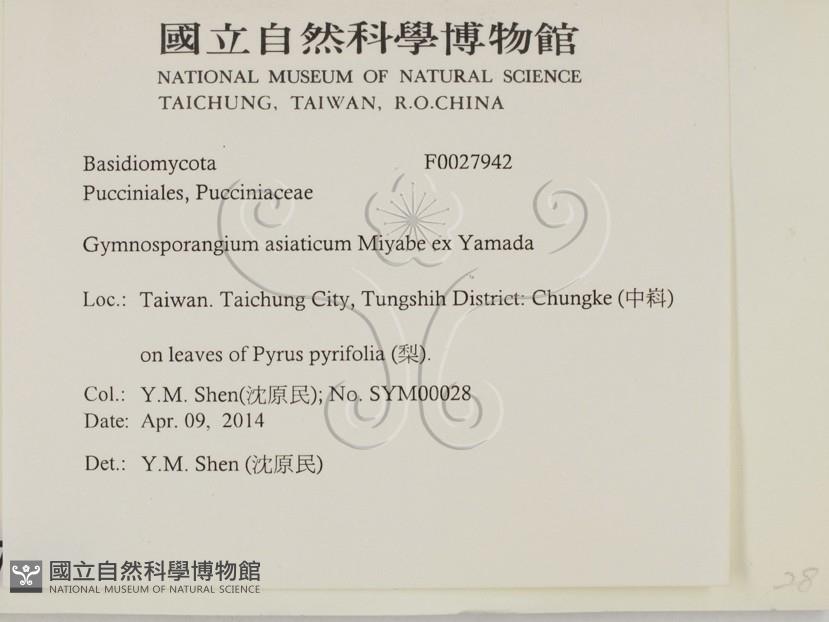 國立自然科學博物館
NATIONAL MUSEUM OF NATURAL SCIENCE
TAICHUNG, TAIWAN, R.O.CHINA
Basidiomycota F0027942
Pucciniales, Pucciniaceae
Gymnosporangium asiaticum Miyabe ex Yamada
Loc.: Taiwan. Taichung City, Tungshih District: Chungke (中嵙)
on leaves of Pyrus pyrifolia (梨).
Col.: Y.M. Shen(沈原民); No. SYM00028
Date: Apr. 09, 2014
Det.: Y.M. Shen (沈原民)
28
國立自然科學博物館
NATIONAL MUSEUM OF NATURAL SCIENCE